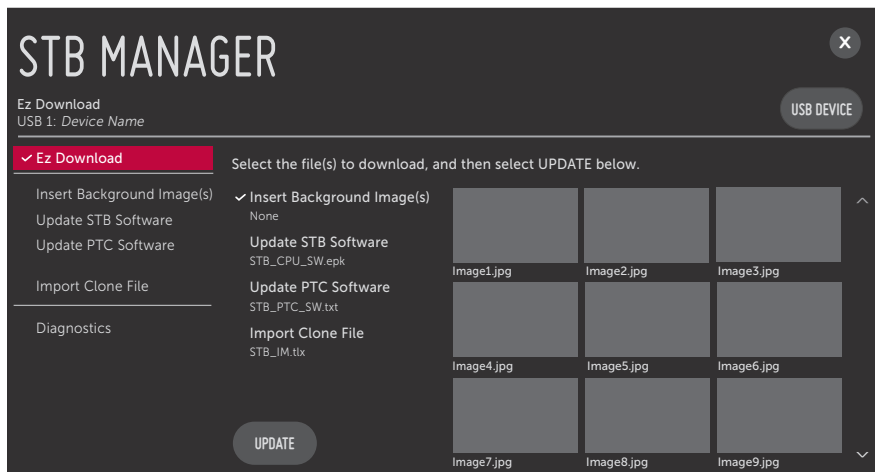 STB MANAGER
X
Ez Download
USB 1: Device Name
USB DEVICE
Ez Download
Insert Background Image(s)
Update STB Software
Update PTC Software
Import Clone File
Diagnostics
Select the file(s) to download, and then select UPDATE below.
Insert Background Image(s)
None
Update STB Software
STB_CPU_SW.epk
Update PTC Software
STB_PTC_SW.txt
Import Clone File
STB_IM.tlx
UPDATE
Image1.jpg Image2.jpg Image3.jpg
Image4.jpg Image5.jpg Image6.jpg
Image7.jpg Image8.jpg Image9.jpg